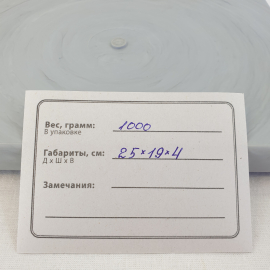 Вес, грамм: 1000
В упаковке
Габариты, см: 25×19×4
Д х Ш х В
Замечания: